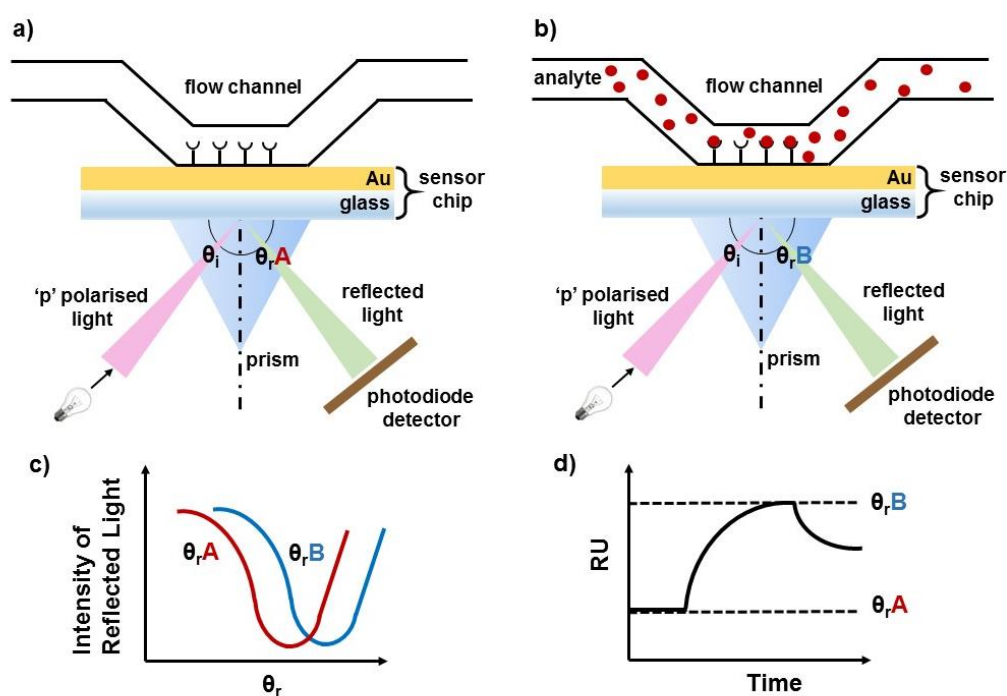 a)
flow channel
Au
glass
sensor
chip
θi
θrA
‘p’ polarised
light
reflected
light
prism
photodiode
detector
b)
analyte
flow channel
Au
glass
sensor
chip
θi
θrB
‘p’ polarised
light
reflected
light
prism
photodiode
detector
c)
Intensity of
Reflected Light
θrA
θrB
θr
d)
RU
θrB
θrA
Time